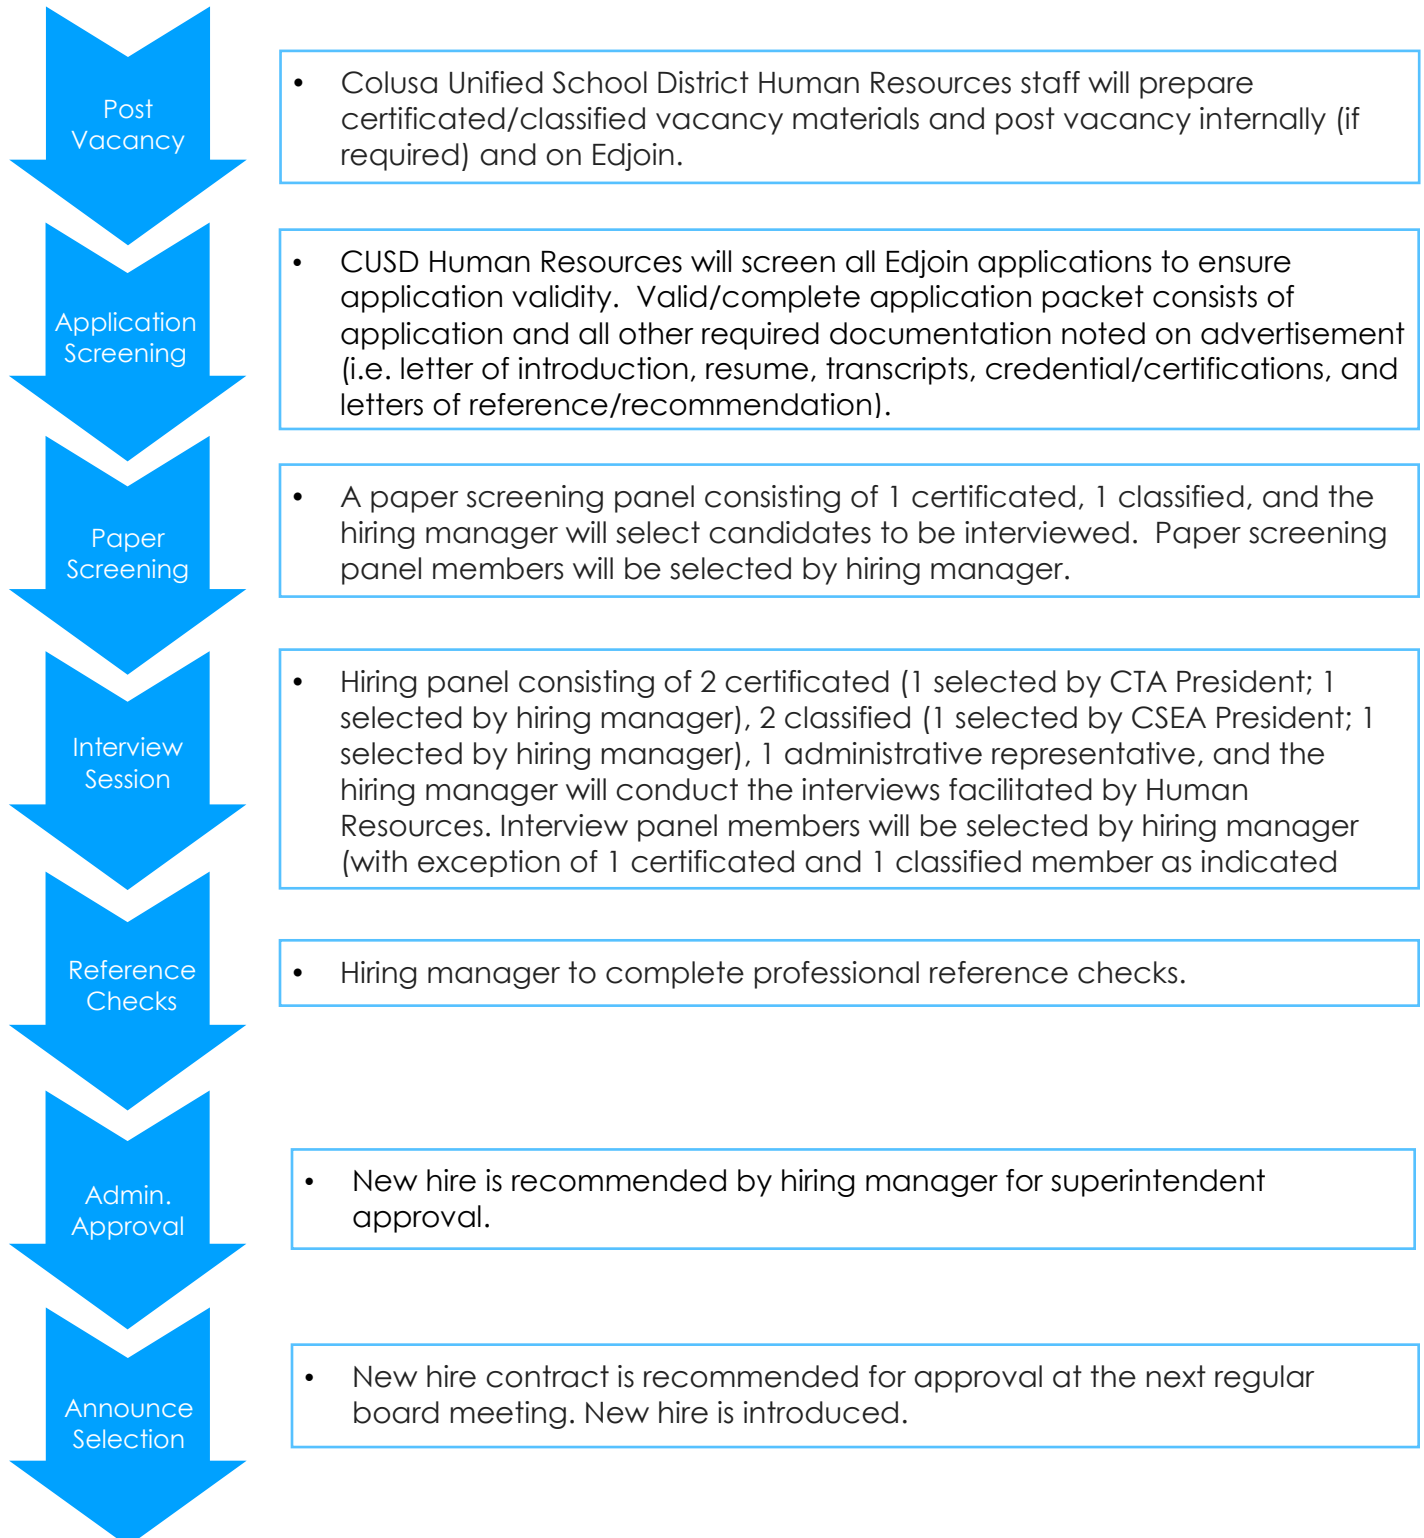 Post
Vacancy
• Colusa Unified School District Human Resources staff will prepare
certificated/classified vacancy materials and post vacancy internally (if
required) and on Edjoin.
Application
Screening
• CUSD Human Resources will screen all Edjoin applications to ensure
application validity.  Valid/complete application packet consists of
application and all other required documentation noted on advertisement
(i.e. letter of introduction, resume, transcripts, credential/certifications, and
letters of reference/recommendation).
Paper
Screening
• A paper screening panel consisting of 1 certificated, 1 classified, and the
hiring manager will select candidates to be interviewed.  Paper screening
panel members will be selected by hiring manager.
Interview
Session
• Hiring panel consisting of 2 certificated (1 selected by CTA President; 1
selected by hiring manager), 2 classified (1 selected by CSEA President; 1
selected by hiring manager), 1 administrative representative, and the
hiring manager will conduct the interviews facilitated by Human
Resources. Interview panel members will be selected by hiring manager
(with exception of 1 certificated and 1 classified member as indicated
Reference
Checks
• Hiring manager to complete professional reference checks.
Admin.
Approval
• New hire is recommended by hiring manager for superintendent
approval.
Announce
Selection
• New hire contract is recommended for approval at the next regular
board meeting. New hire is introduced.